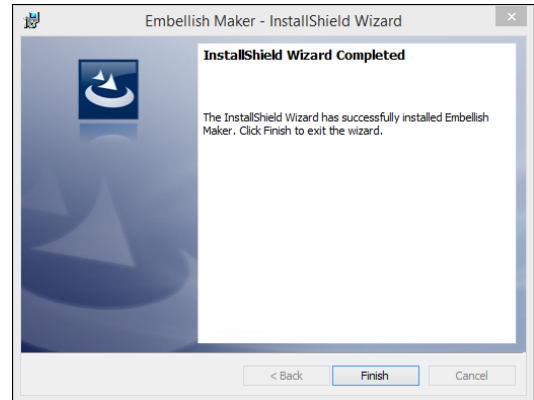 Embellish Maker - InstallShield Wizard
InstallShield Wizard Completed
The InstallShield Wizard has successfully installed Embellish
Maker. Click Finish to exit the wizard.
< Back Finish Cancel